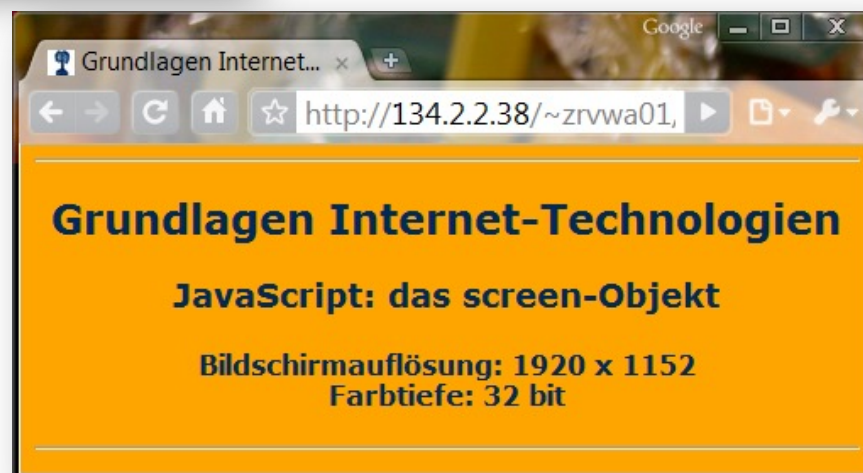 Google
Grundlagen Internet...
http://134.2.2.38/~zrvwa01/
Grundlagen Internet-Technologien
JavaScript: das screen-Objekt
Bildschirmauflösung: 1920 x 1152
Farbtiefe: 32 bit